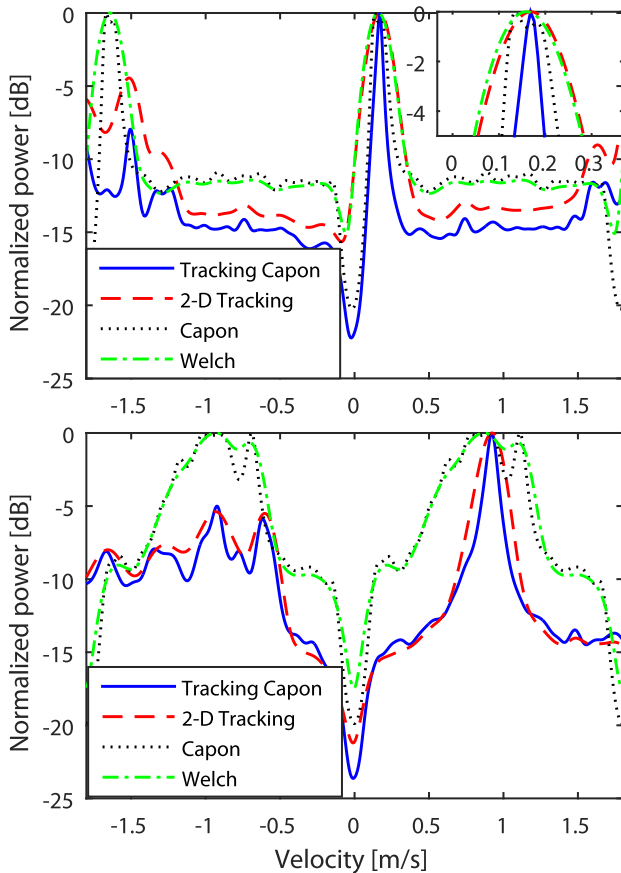 0
-5
-10
-15
-20
-25
Normalized power [dB]
0
-2
-4
0 0.1 0.2 0.3
Tracking Capon
2-D Tracking
Capon
Welch
-1.5 -1 -0.5 0 0.5 1 1.5
0
-5
-10
-15
-20
-25
Normalized power [dB]
Tracking Capon
2-D Tracking
Capon
Welch
-1.5 -1 -0.5 0 0.5 1 1.5
Velocity [m/s]